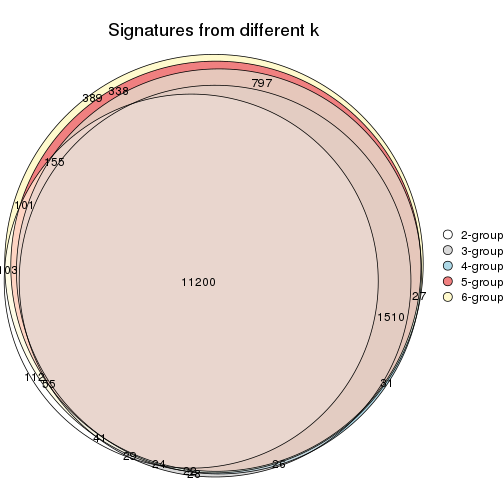 Signatures from different k
797
338
389
155
101
103
11200
27
1510
31
112
55
41
29
24
26
2-group
3-group
4-group
5-group
6-group